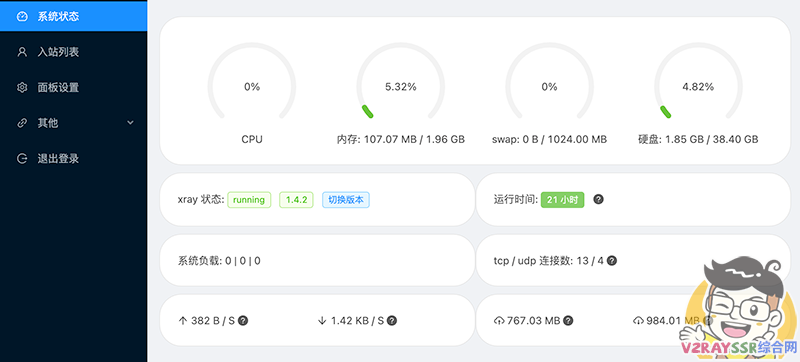 系统状态
入站列表
面板设置
其他
退出登录
0% 5.32% 0% 4.82%
CPU 内存: 107.07 MB / 1.96 GB swap: 0 B / 1024.00 MB 硬盘: 1.85 GB / 38.40 GB
xray 状态: running 1.4.2 切换版本
运行时间: 21 小时 ?
系统负载: 0 | 0 | 0
tcp / udp 连接数: 13 / 4 ?
↑ 382 B / S ? ↓ 1.42 KB / S ?
767.03 MB ? 984.01 MB ?
V2RAYSSR综合网